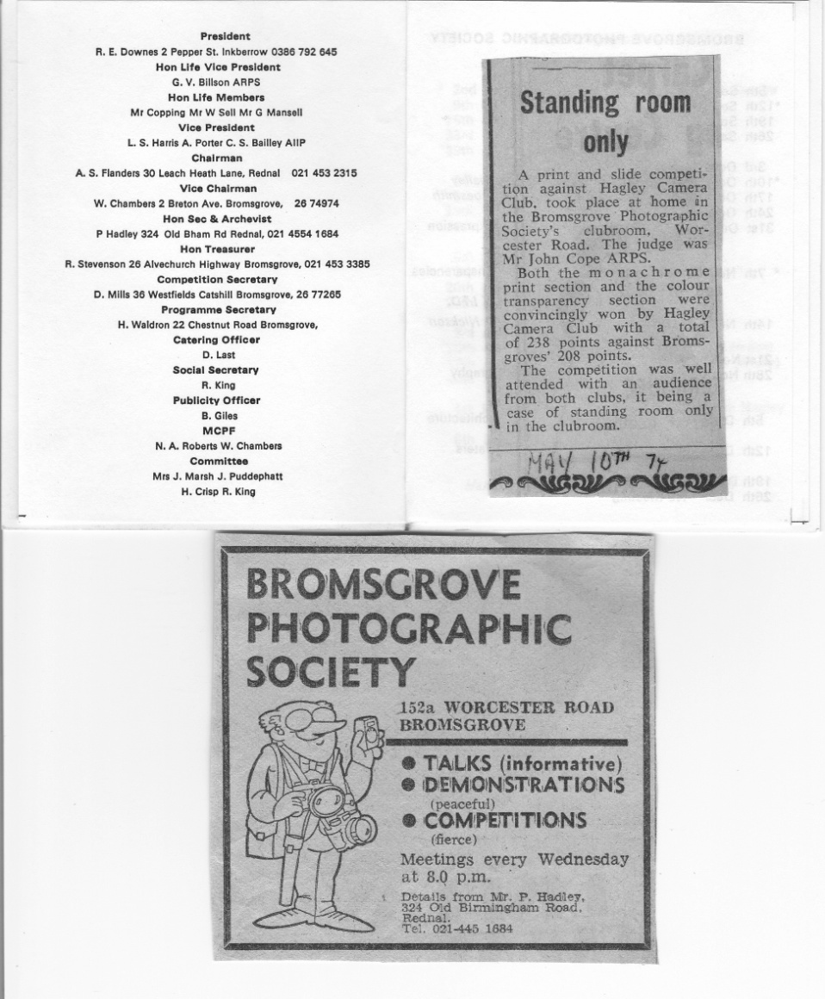 President
R. E. Downes 2 Pepper St. Inkberrow 0386 792 645
Hon Life Vice President
G. V. Billson ARPS
Hon Life Members
Mr Copping Mr W Sell Mr G Mansell
Vice President
L. S. Harris A. Porter C. S. Bailley AIIP
Chairman
A. S. Flanders 30 Leach Heath Lane, Rednal 021 453 2315
Vice Chairman
W. Chambers 2 Breton Ave. Bromsgrove, 26 74974
Hon Sec & Archevist
P Hadley 324 Old Bham Rd Rednal, 021 4554 1684
Hon Treasurer
R. Stevenson 26 Alvechurch Highway Bromsgrove, 021 453 3385
Competition Secretary
D. Mills 36 Westfields Catshill Bromsgrove, 26 77265
Programme Secretary
H. Waldron 22 Chestnut Road Bromsgrove,
Catering Officer
D. Last
Social Secretary
R. King
Publicity Officer
B. Giles
MCPF
N. A. Roberts W. Chambers
Committee
Mrs J. Marsh J. Puddephatt
H. Crisp R. King
Standing room
only
A print and slide competi-
tion against Hagley Camera
Club, took place at home in
the Bromsgrove Photographic
Society's clubroom, Wor-
cester Road. The judge was
Mr John Cope ARPS.
Both the monachrome
print section and the colour
transparency section were
convincingly won by Hagley
Camera Club with a total
of 238 points against Broms-
groves' 208 points.
The competition was well
attended with an audience
from both clubs, it being a
case of standing room only
in the clubroom.
MAY 10TH 74
BROMSGROVE
PHOTOGRAPHIC
SOCIETY
152a WORCESTER ROAD
BROMSGROVE
● TALKS (informative)
● DEMONSTRATIONS
(peaceful)
● COMPETITIONS
(fierce)
Meetings every Wednesday
at 8.0 p.m.
Details from Mr. P. Hadley,
324 Old Birmingham Road,
Rednal.
Tel. 021-445 1684